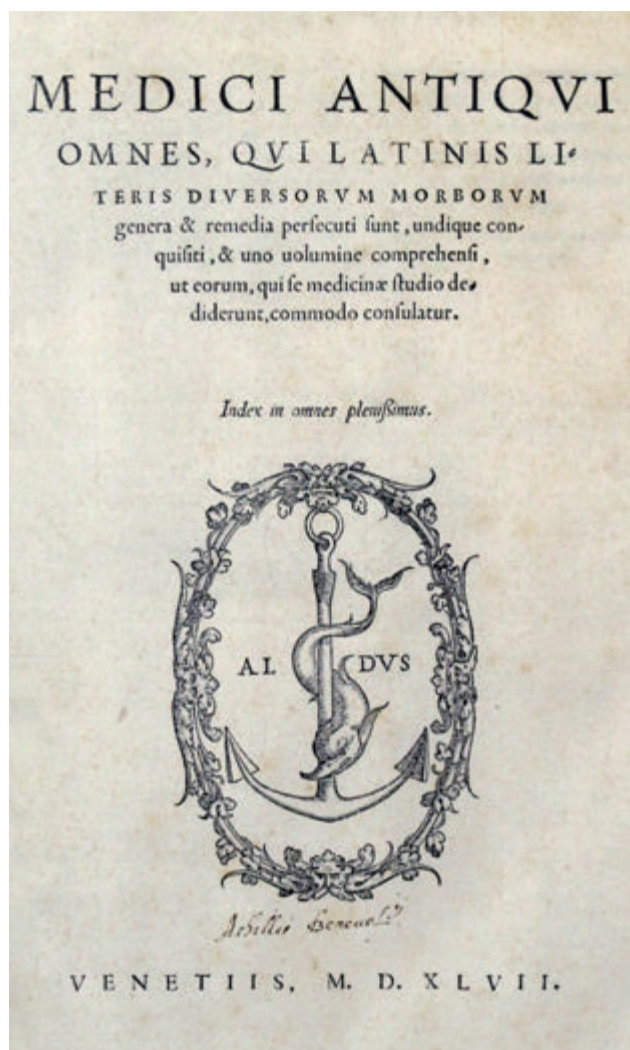 MEDICI ANTIQVI
OMNES, QVI LATINIS LI-
TERIS DIVERSORVM MORBORVM
genera & remedia perſecuti ſunt, undique con-
quiſiti, & uno uolumine comprehenſi,
ut eorum, qui ſe medicinæ ſtudio de-
diderunt, commodo conſulatur.
Index in omnes pleniſſimus.
AL DVS
Achillis
VENETIIS, M. D. XLVII.